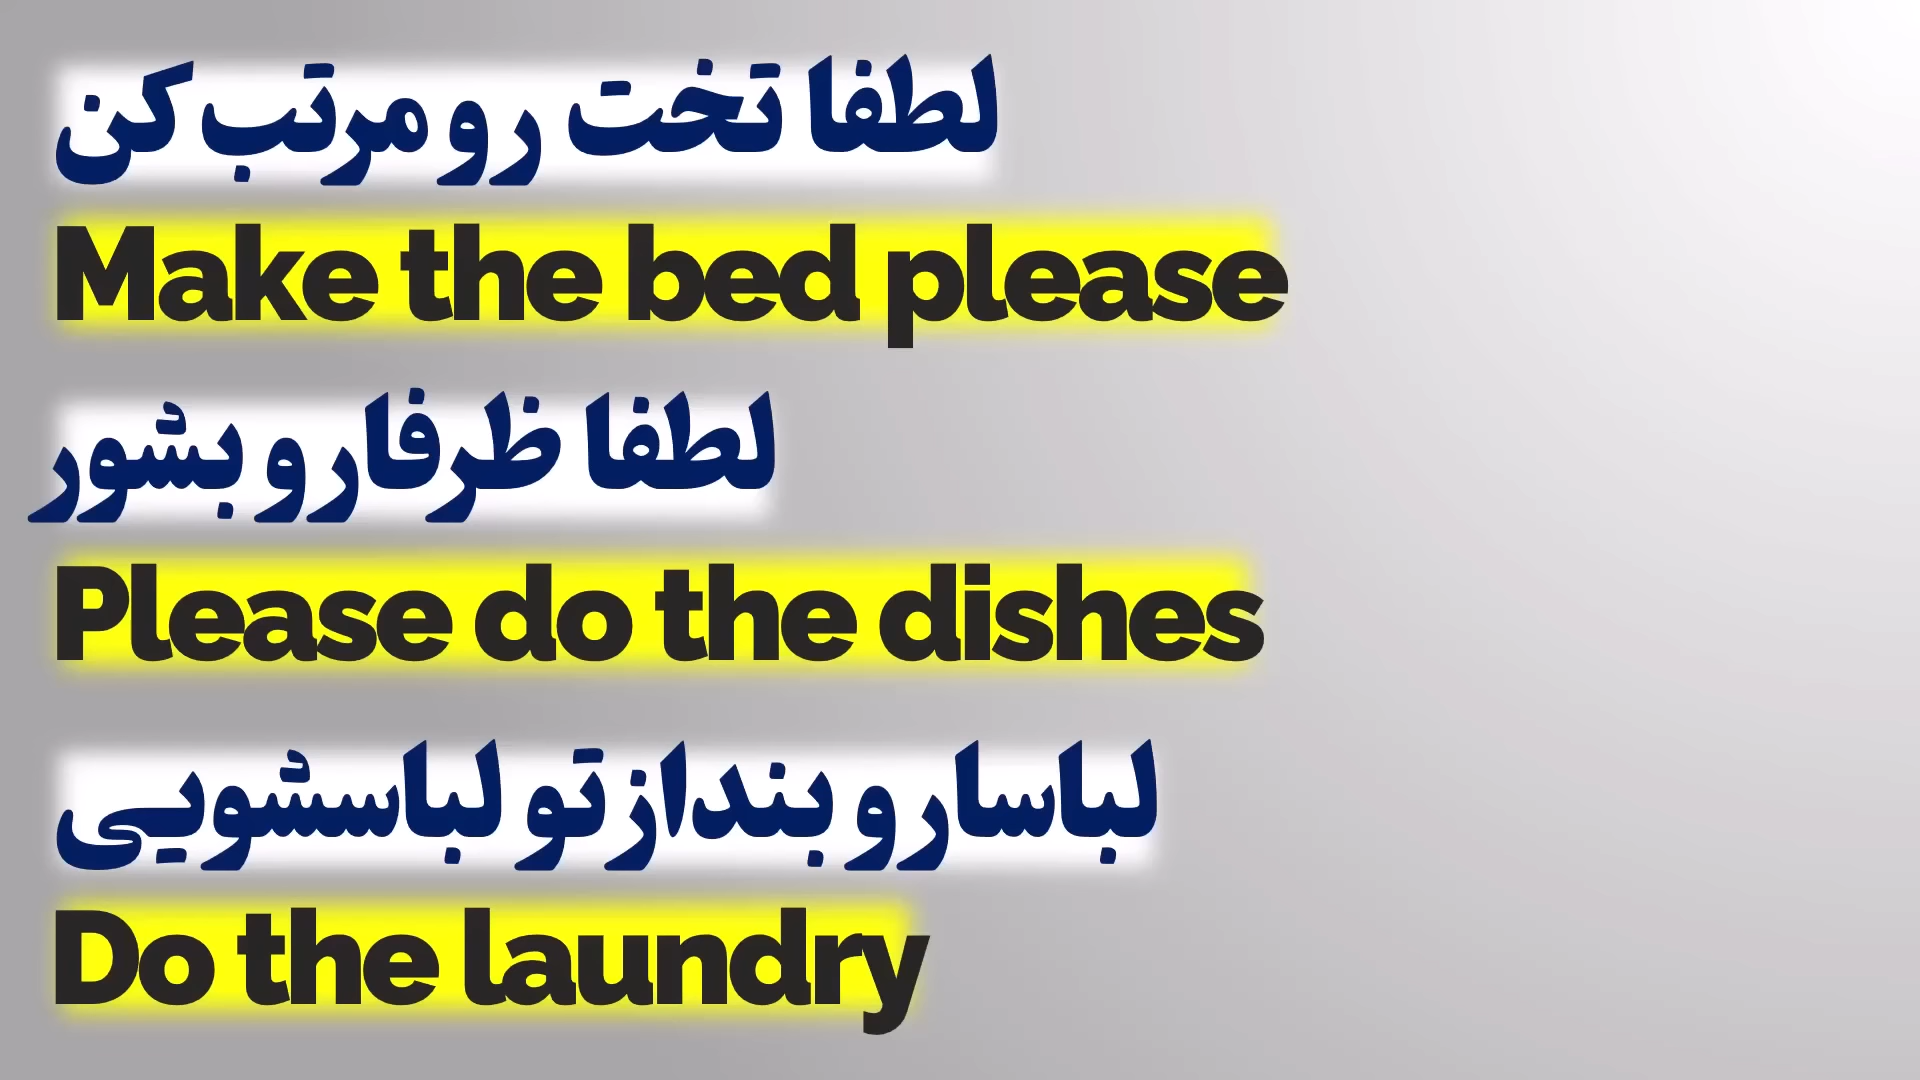 لطفا تخت رو مرتب کن
Make the bed please
لطفا ظرفارو بشور
Please do the dishes
لباسارو بنداز تو لباسشویی
Do the laundry